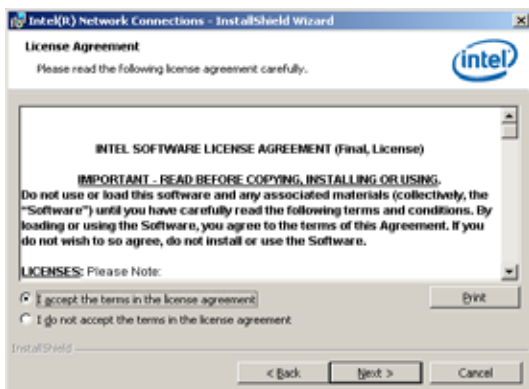 Intel(R) Network Connections - InstallShield Wizard
License Agreement
Please read the following license agreement carefully.
intel
INTEL SOFTWARE LICENSE AGREEMENT (Final, License)
IMPORTANT - READ BEFORE COPYING, INSTALLING OR USING.
Do not use or load this software and any associated materials (collectively, the
"Software") until you have carefully read the following terms and conditions. By
loading or using the Software, you agree to the terms of this Agreement. If you
do not wish to so agree, do not install or use the Software.
LICENSES: Please Note:
I accept the terms in the license agreement
Print
I do not accept the terms in the license agreement
InstallShield
< Back
Next >
Cancel